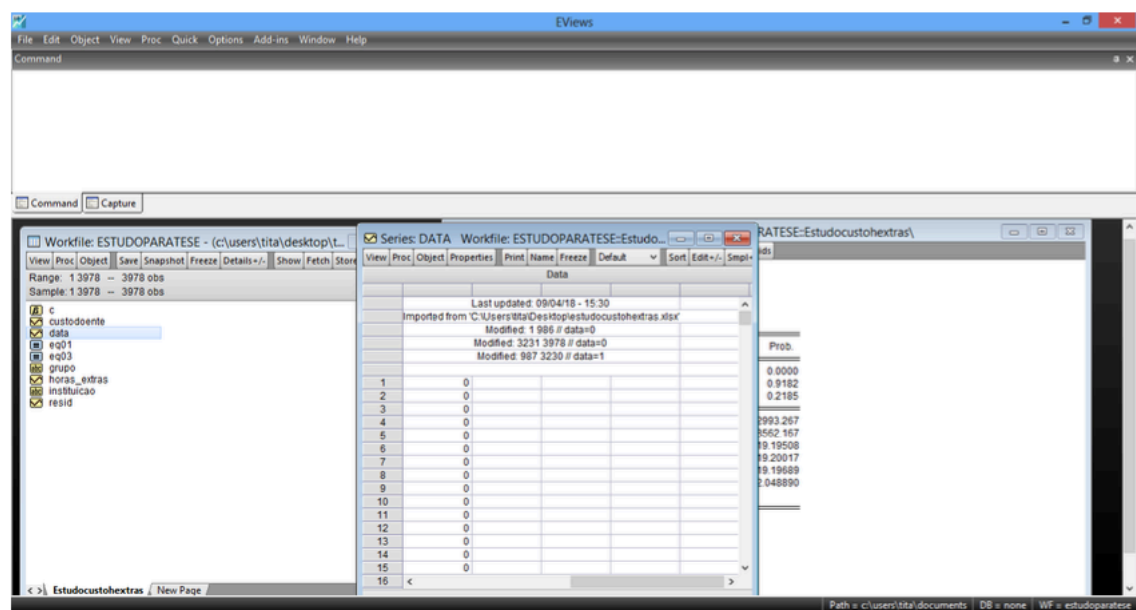 EViews
File Edit Object View Proc Quick Options Add-ins Window Help
Command
Command Capture
Workfile: ESTUDOPARATESE - (c:\users\tita\desktop\t...
View Proc Object Save Snapshot Freeze Details+/- Show Fetch Store
Range: 1 3978 -- 3978 obs
Sample: 1 3978 -- 3978 obs
c
custodoente
data
eq01
eq03
grupo
horas_extras
instituicao
resid
Estudocustohextras New Page
Series: DATA Workfile: ESTUDOPARATESE::Estudo...
View Proc Object Properties Print Name Freeze Default Sort Edit+/- Smpl+
Data
Last updated: 09/04/18 - 15:30
Imported from 'C:\Users\tita\Desktop\estudocustohextras.xlsx'
Modified: 1 986 // data=0
Modified: 3231 3978 // data=0
Modified: 987 3230 // data=1
1 0
2 0
3 0
4 0
5 0
6 0
7 0
8 0
9 0
10 0
11 0
12 0
13 0
14 0
15 0
16
RATESE::Estudocustohextras\
ids
Prob.
0.0000
0.9182
0.2185
2993.267
3562.167
19.19508
19.20017
19.19689
2.048890
Path = c:\users\tita\documents DB = none WF = estudoparatese